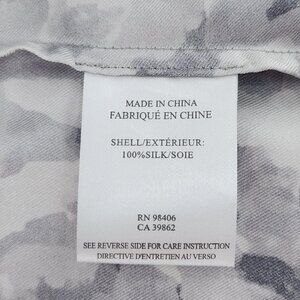 MADE IN CHINA
FABRIQUÉ EN CHINE
SHELL/EXTÉRIEUR:
100%SILK/SOIE
RN 98406
CA 39862
SEE REVERSE SIDE FOR CARE INSTRUCTION
DIRECTIVE D'ENTRETIEN AU VERSO